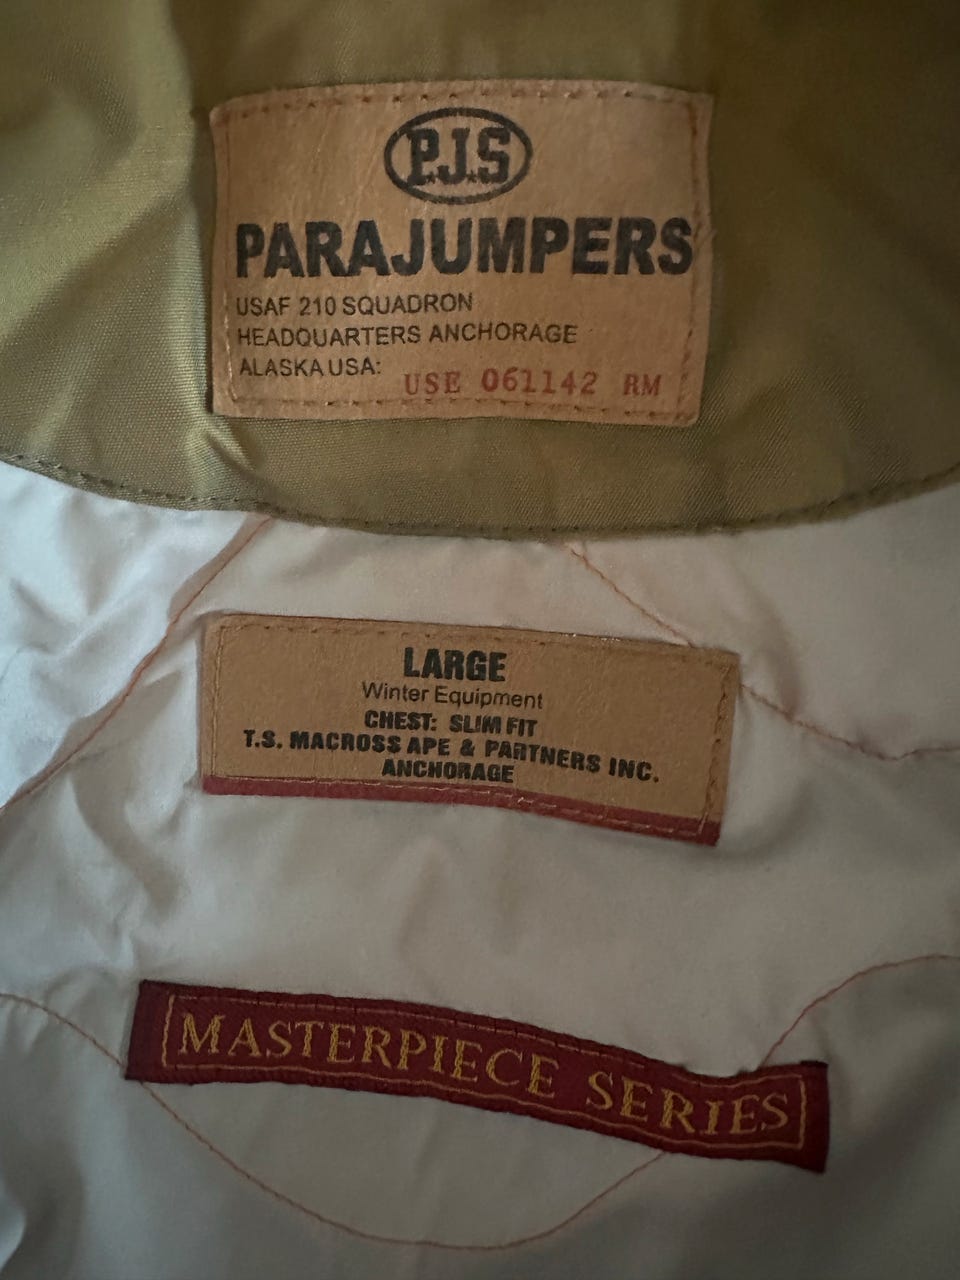 P.J.S
PARAJUMPERS
USAF 210 SQUADRON
HEADQUARTERS ANCHORAGE
ALASKA USA: USE 061142 RM
LARGE
Winter Equipment
CHEST: SLIM FIT
T.S. MACROSS APE & PARTNERS INC.
ANCHORAGE
MASTERPIECE SERIES